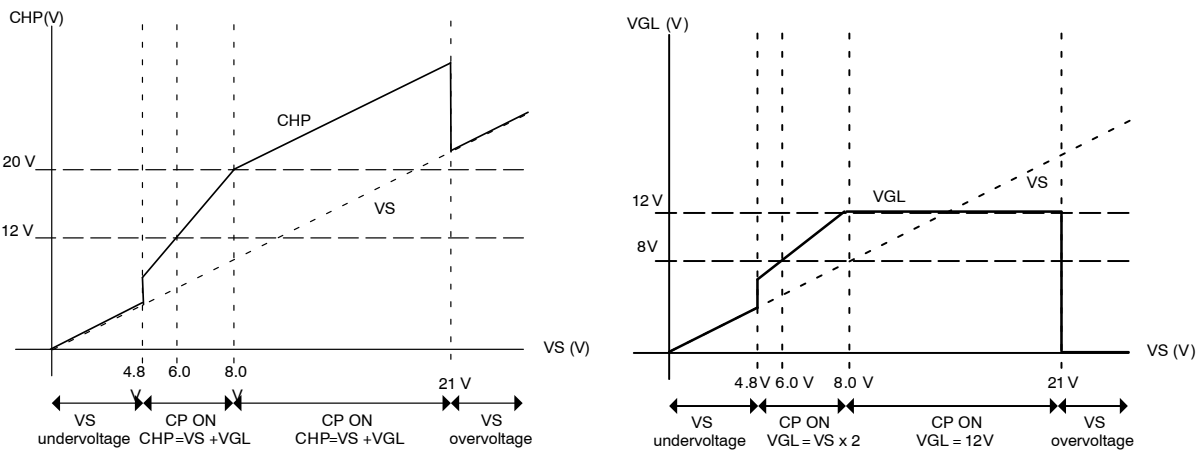 CHP(V)
CHP
20 V
VS
12 V
VS (V)
4.8 V
6.0
8.0 V
21 V
VS undervoltage
CP ON
CHP=VS +VGL
CP ON
CHP=VS +VGL
VS overvoltage
VGL (V)
VS
VGL
12 V
8V
VS (V)
4.8 V
6.0 V
8.0 V
21 V
VS undervoltage
CP ON
VGL = VS x 2
CP ON
VGL = 12V
VS overvoltage